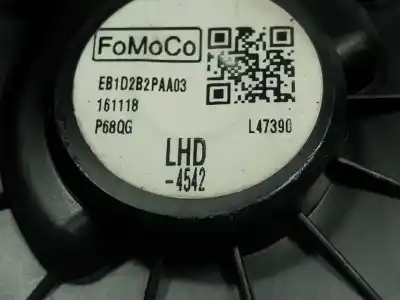 FoMoCo
EB1D2B2PAA03
161118
P68QG L47390
LHD
-4542